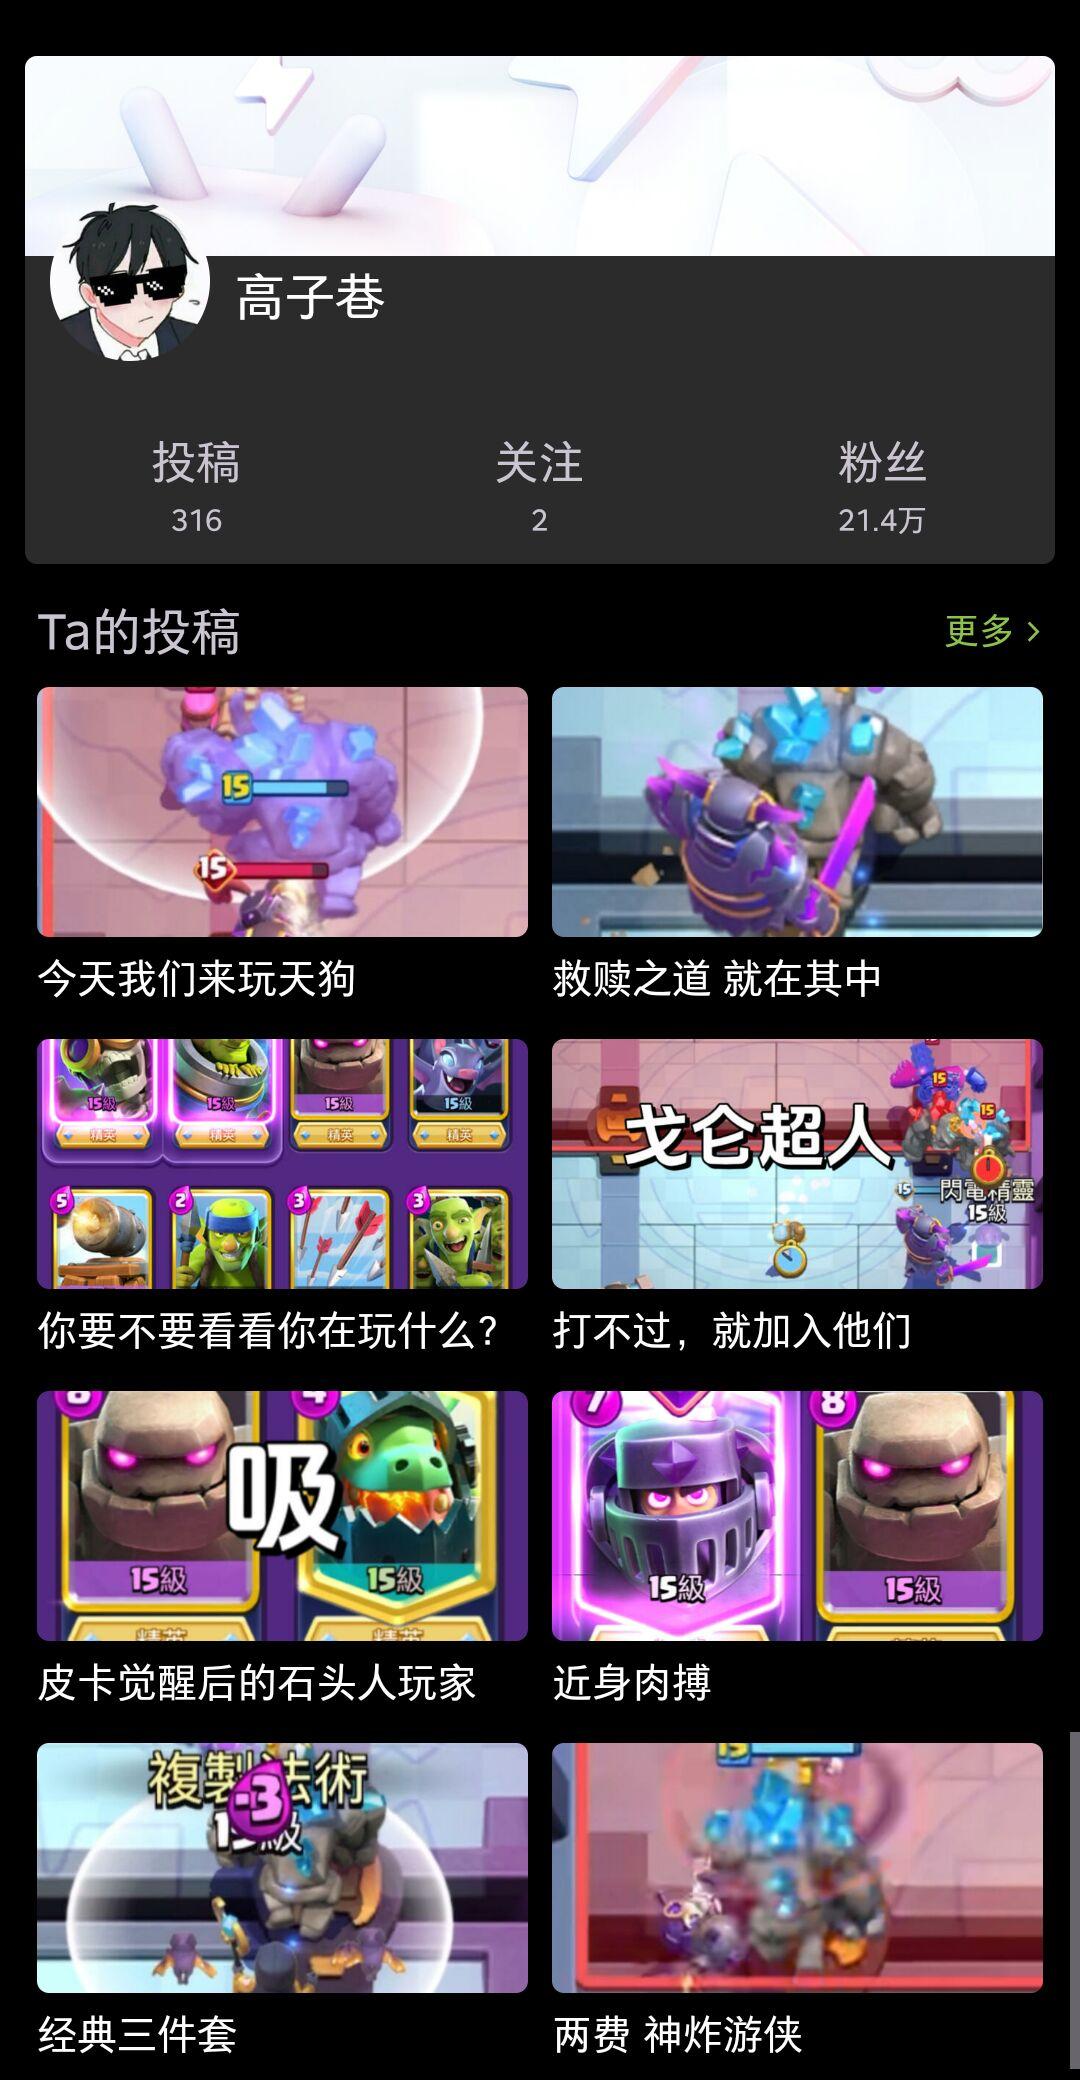 高子巷
投稿 关注 粉丝
316 2 21.4万
Ta的投稿 更多
15
15
今天我们来玩天狗
救赎之道 就在其中
15級 15級 15級 15級
精英 精英 精英 精英
5 2 3 3
你要不要看看你在玩什么?
15
戈仑超人
15
15
閃電精靈
15級
打不过，就加入他们
8 4
吸
15級 15級
精英 精英
皮卡觉醒后的石头人玩家
7 8
15級 15級
近身肉搏
複製法術
-3
15級
经典三件套
15
两费 神炸游侠